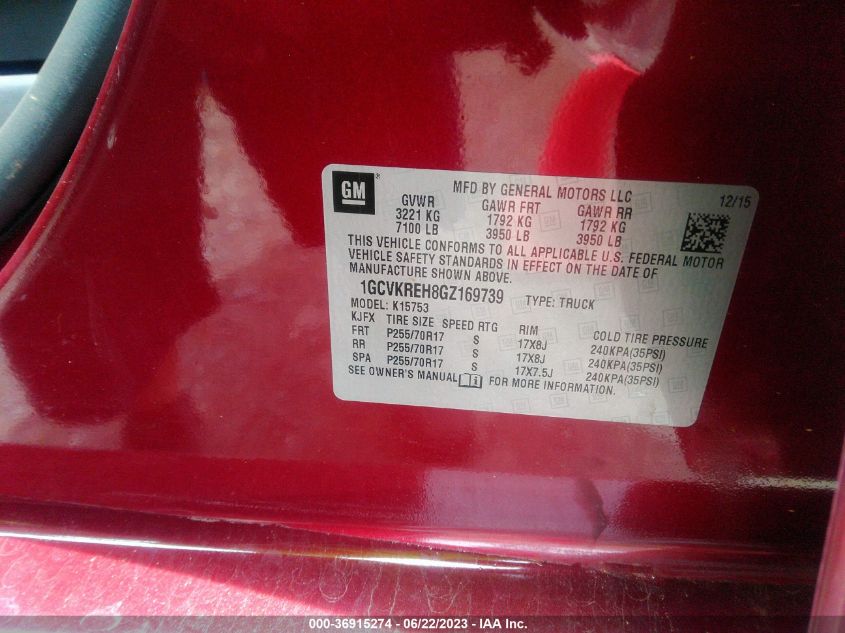 GM
MFD BY GENERAL MOTORS LLC
12/15
GVWR GAWR FRT GAWR RR
3221 KG 1792 KG 1792 KG
7100 LB 3950 LB 3950 LB
THIS VEHICLE CONFORMS TO ALL APPLICABLE U.S. FEDERAL MOTOR
VEHICLE SAFETY STANDARDS IN EFFECT ON THE DATE OF
MANUFACTURE SHOWN ABOVE.
1GCVKREH8GZ169739 TYPE: TRUCK
MODEL: K15753
KJFX TIRE SIZE SPEED RTG RIM COLD TIRE PRESSURE
FRT P255/70R17 S 17X8J 240KPA(35PSI)
RR P255/70R17 S 17X8J 240KPA(35PSI)
SPA P255/70R17 S 17X7.5J 240KPA(35PSI)
SEE OWNER'S MANUAL FOR MORE INFORMATION.
000-36915274 - 06/22/2023 - IAA Inc.